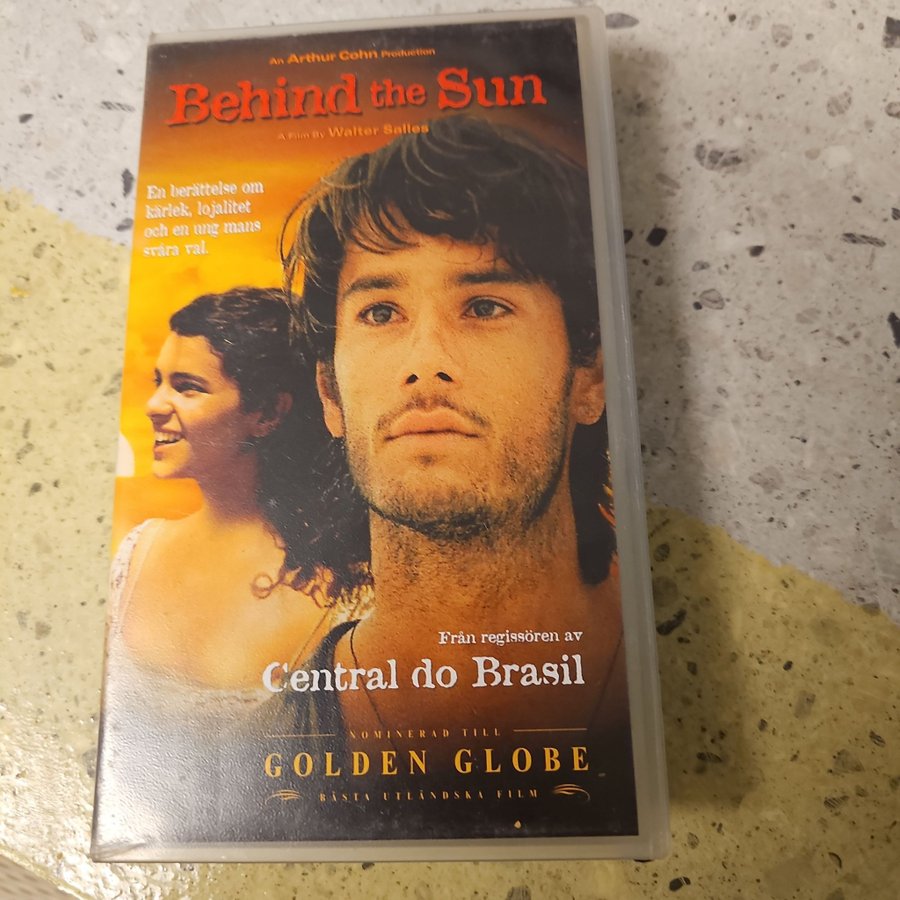 An Arthur Cohn Production
Behind the Sun
A Film By Walter Salles
En berättelse om
kärlek, lojalitet
och en ung mans
svåra val.
Från regissören av
Central do Brasil
NOMINERAD TILL
GOLDEN GLOBE
BÄSTA UTLÄNDSKA FILM